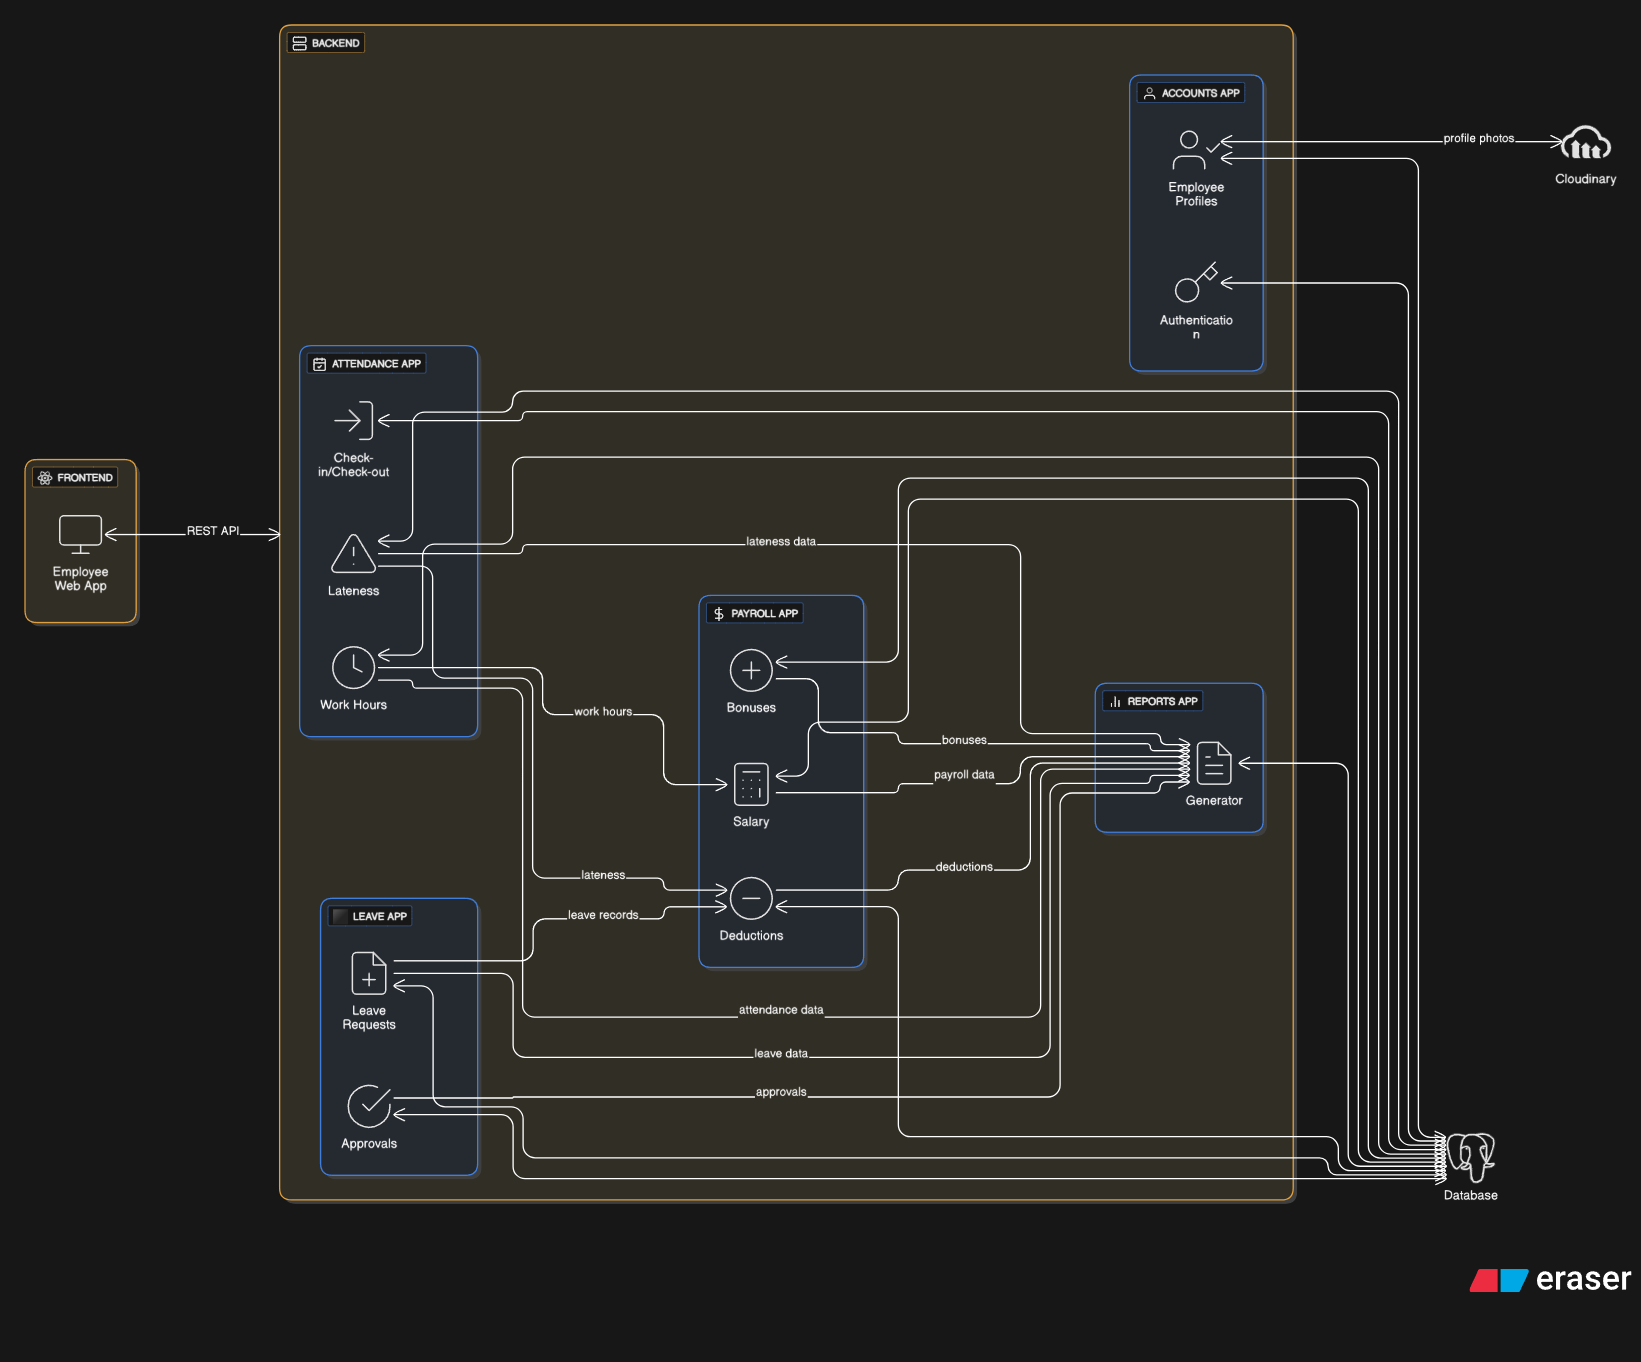 BACKEND
ACCOUNTS APP
profile photos
Cloudinary
Employee
Profiles
Authenticatio
n
ATTENDANCE APP
Check-
in/Check-out
FRONTEND
REST API
Employee
Web App
lateness data
Lateness
PAYROLL APP
Work Hours
work hours
Bonuses
REPORTS APP
bonuses
payroll data
Generator
Salary
lateness
deductions
leave records
Deductions
LEAVE APP
Leave
Requests
attendance data
leave data
approvals
Approvals
Database
eraser